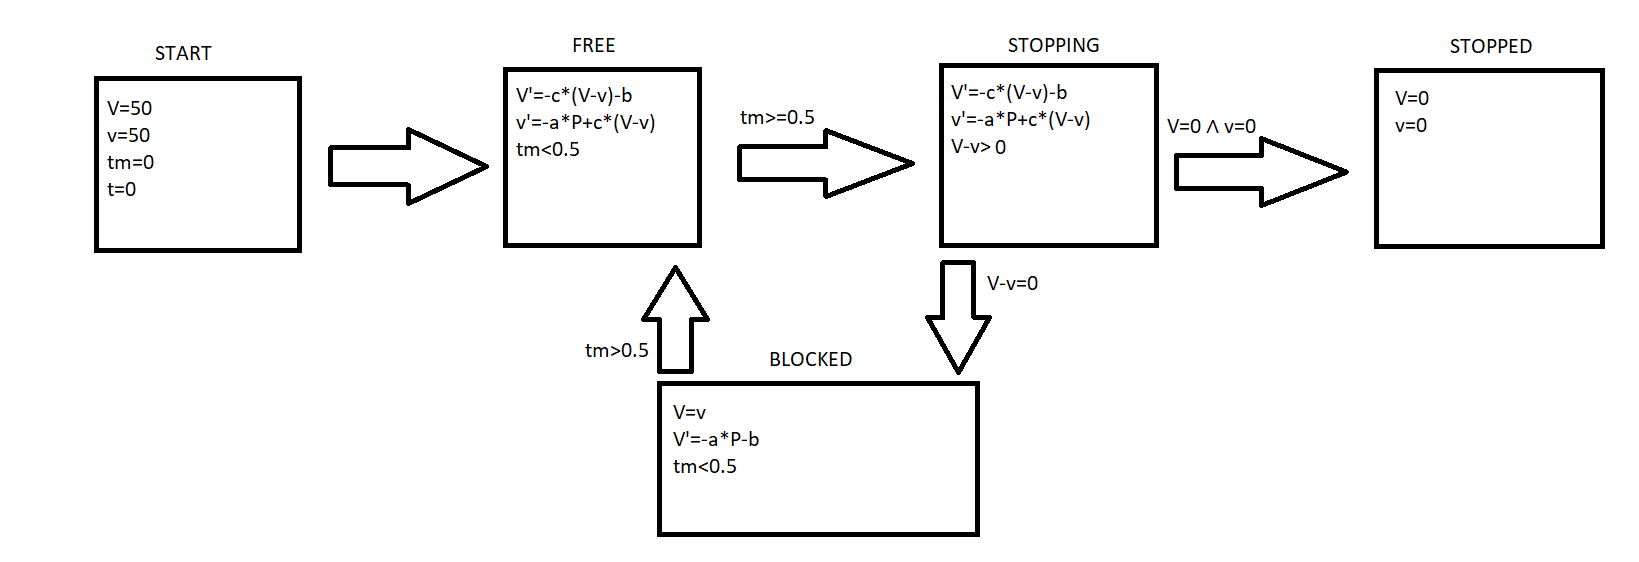 START
V=50
v=50
tm=0
t=0
FREE
V'=-c*(V-v)-b
v'=-a*P+c*(V-v)
tm<0.5
tm>=0.5
STOPPING
V'=-c*(V-v)-b
v'=-a*P+c*(V-v)
V-v> 0
V=0 ∧ v=0
STOPPED
V=0
v=0
V-v=0
tm>0.5
BLOCKED
V=v
V'=-a*P-b
tm<0.5